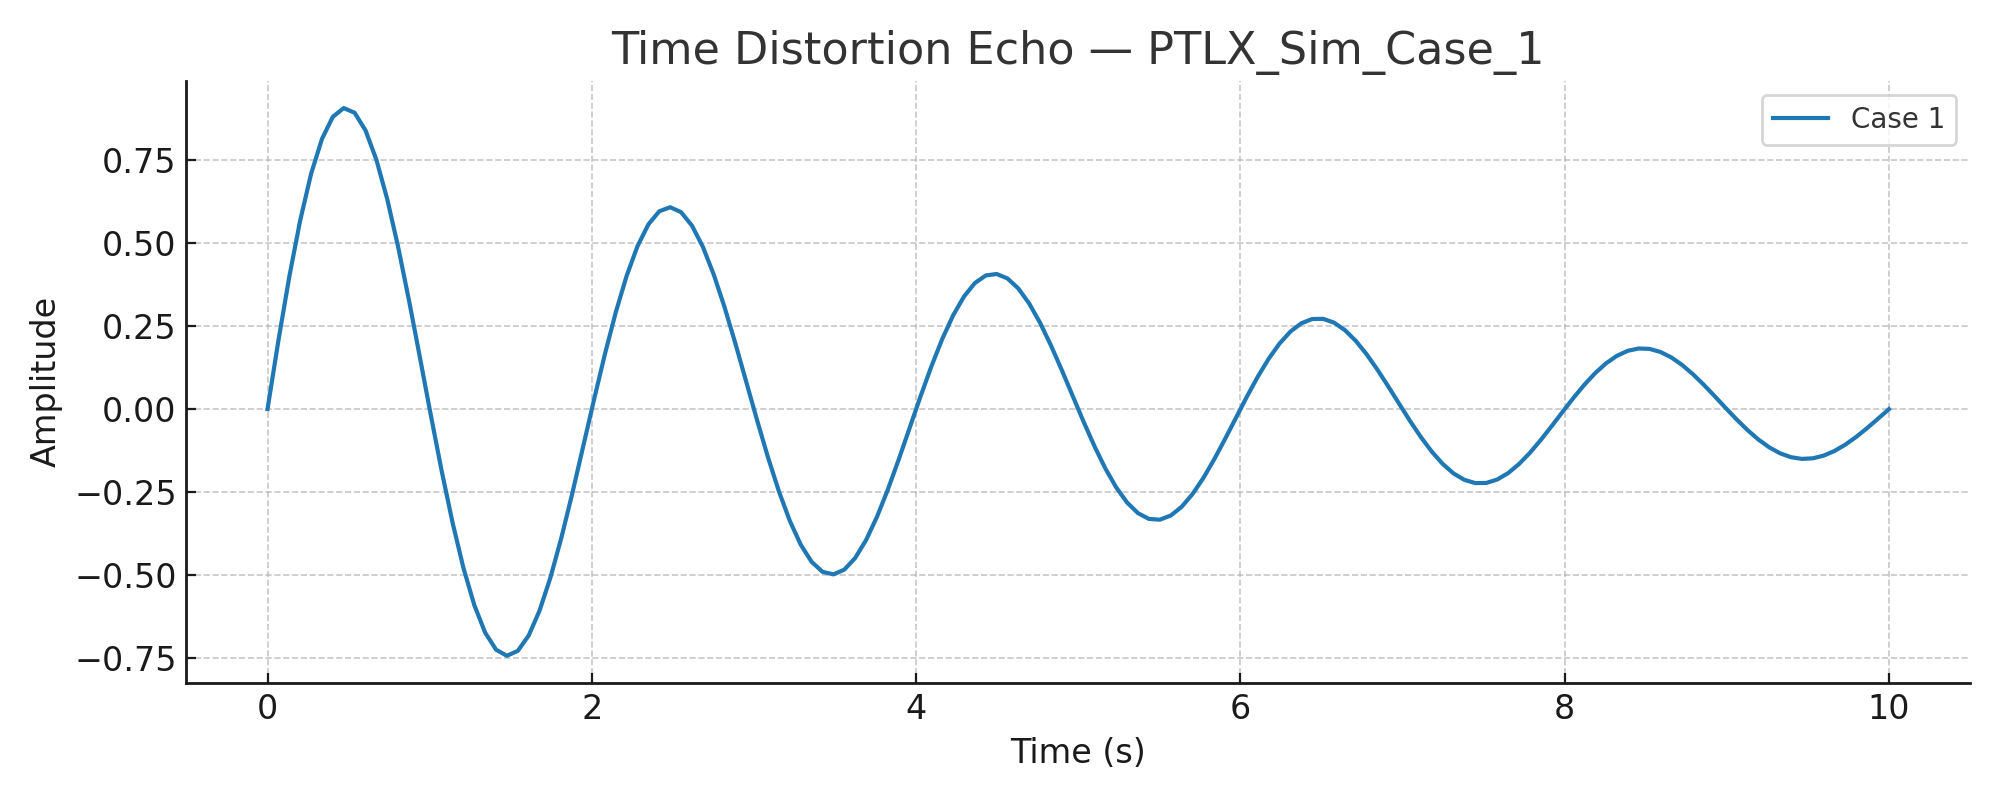 Time Distortion Echo — PTLX_Sim_Case_1
Case 1
0.75
0.50
0.25
0.00
−0.25
−0.50
−0.75
Amplitude
0 2 4 6 8 10
Time (s)